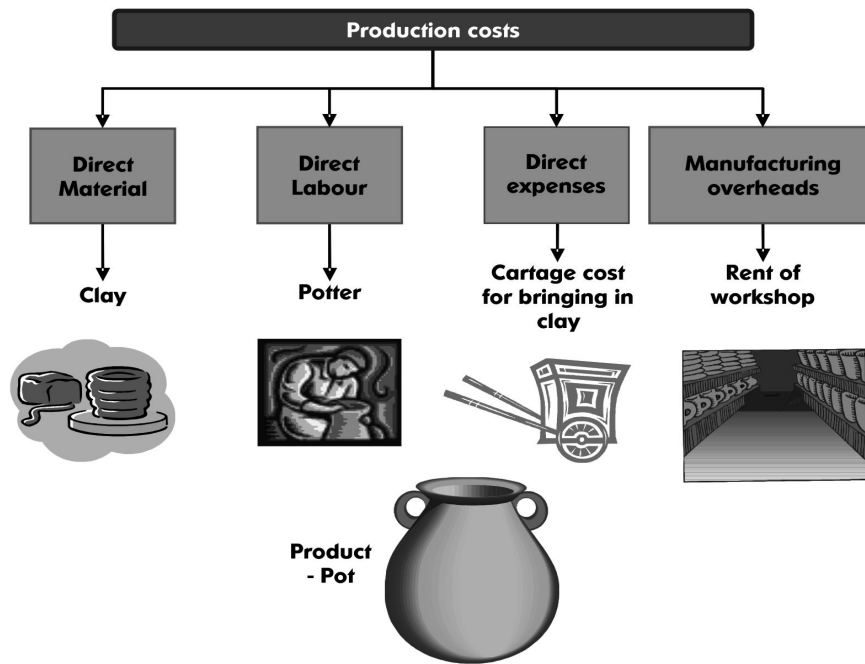 Production costs
Direct
Material
Direct
Labour
Direct
expenses
Manufacturing
overheads
Clay
Potter
Cartage cost
for bringing in
clay
Rent of
workshop
Product
- Pot